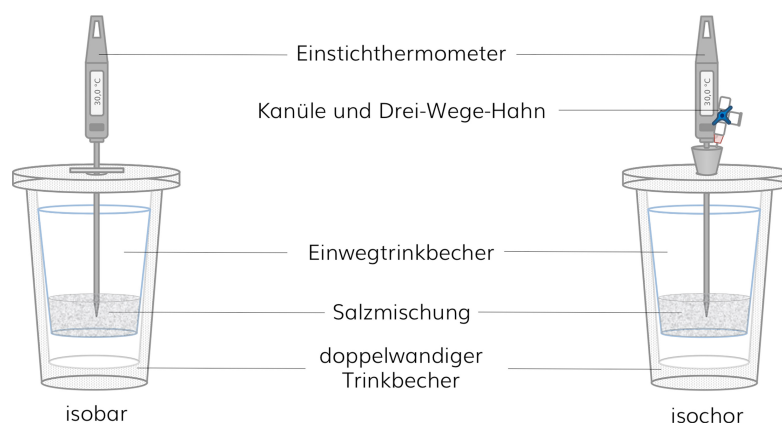 Einstichthermometer
30,0 °C
30,0 °C
Kanüle und Drei-Wege-Hahn
Einwegtrinkbecher
Salzmischung
doppelwandiger
Trinkbecher
isobar
isochor